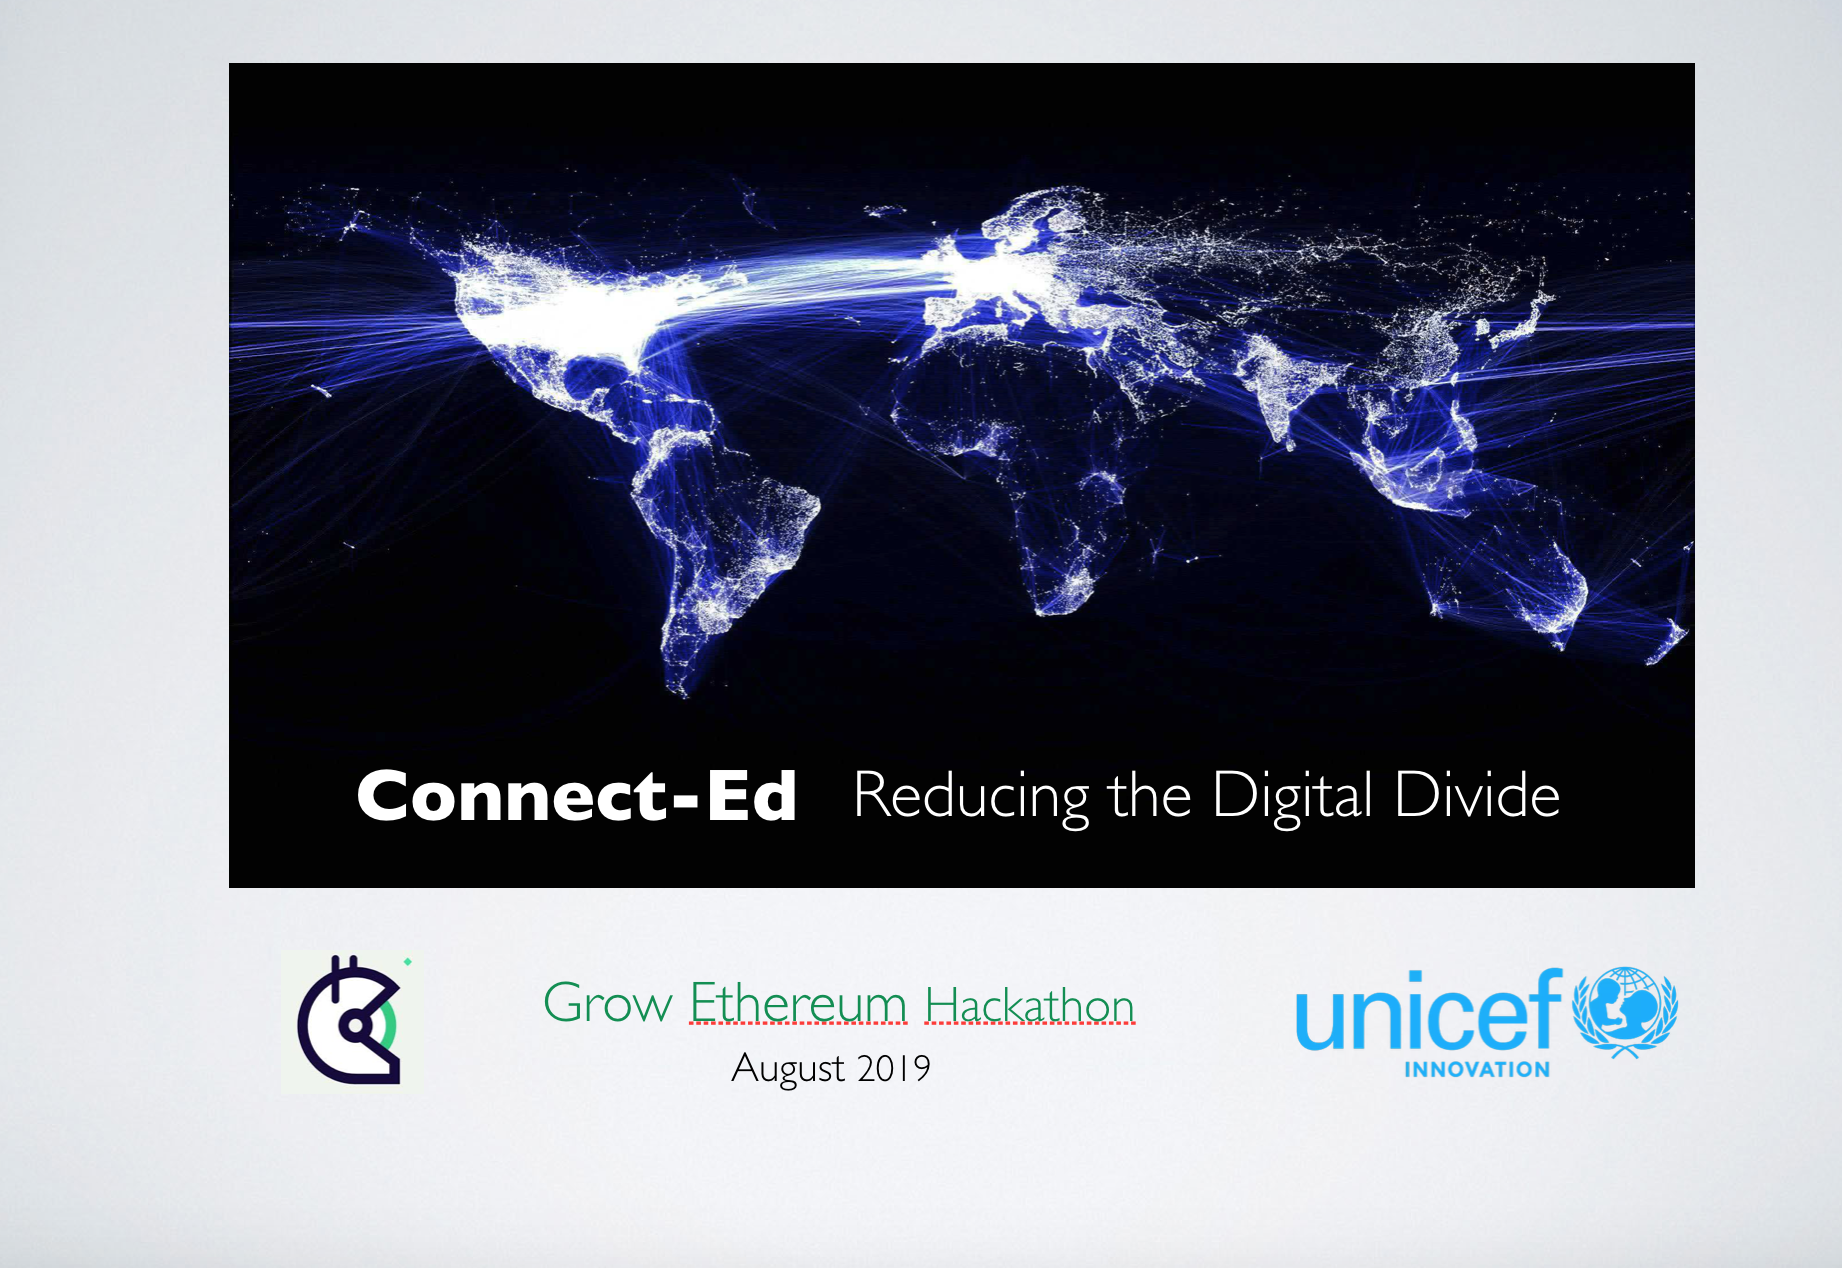 Connect-Ed Reducing the Digital Divide
Grow Ethereum Hackathon
August 2019
unicef
INNOVATION